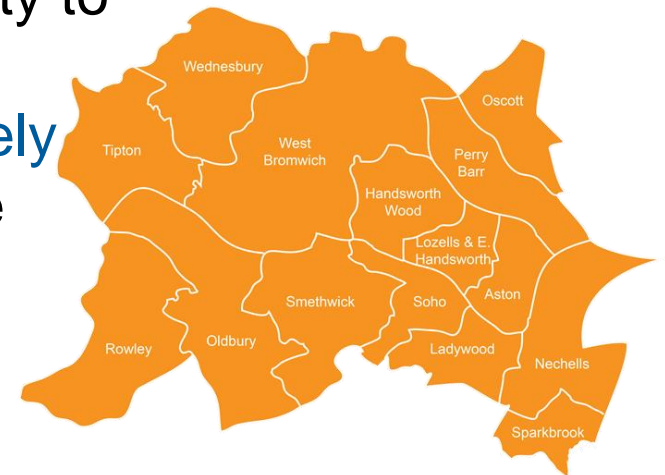 ty to
ely
e
Wednesbury
Oscott
Tipton
West
Bromwich
Perry
Barr
Handsworth
Wood
Lozells & E.
Handsworth
Smethwick
Soho
Aston
Rowley
Oldbury
Ladywood
Nechells
Sparkbrook